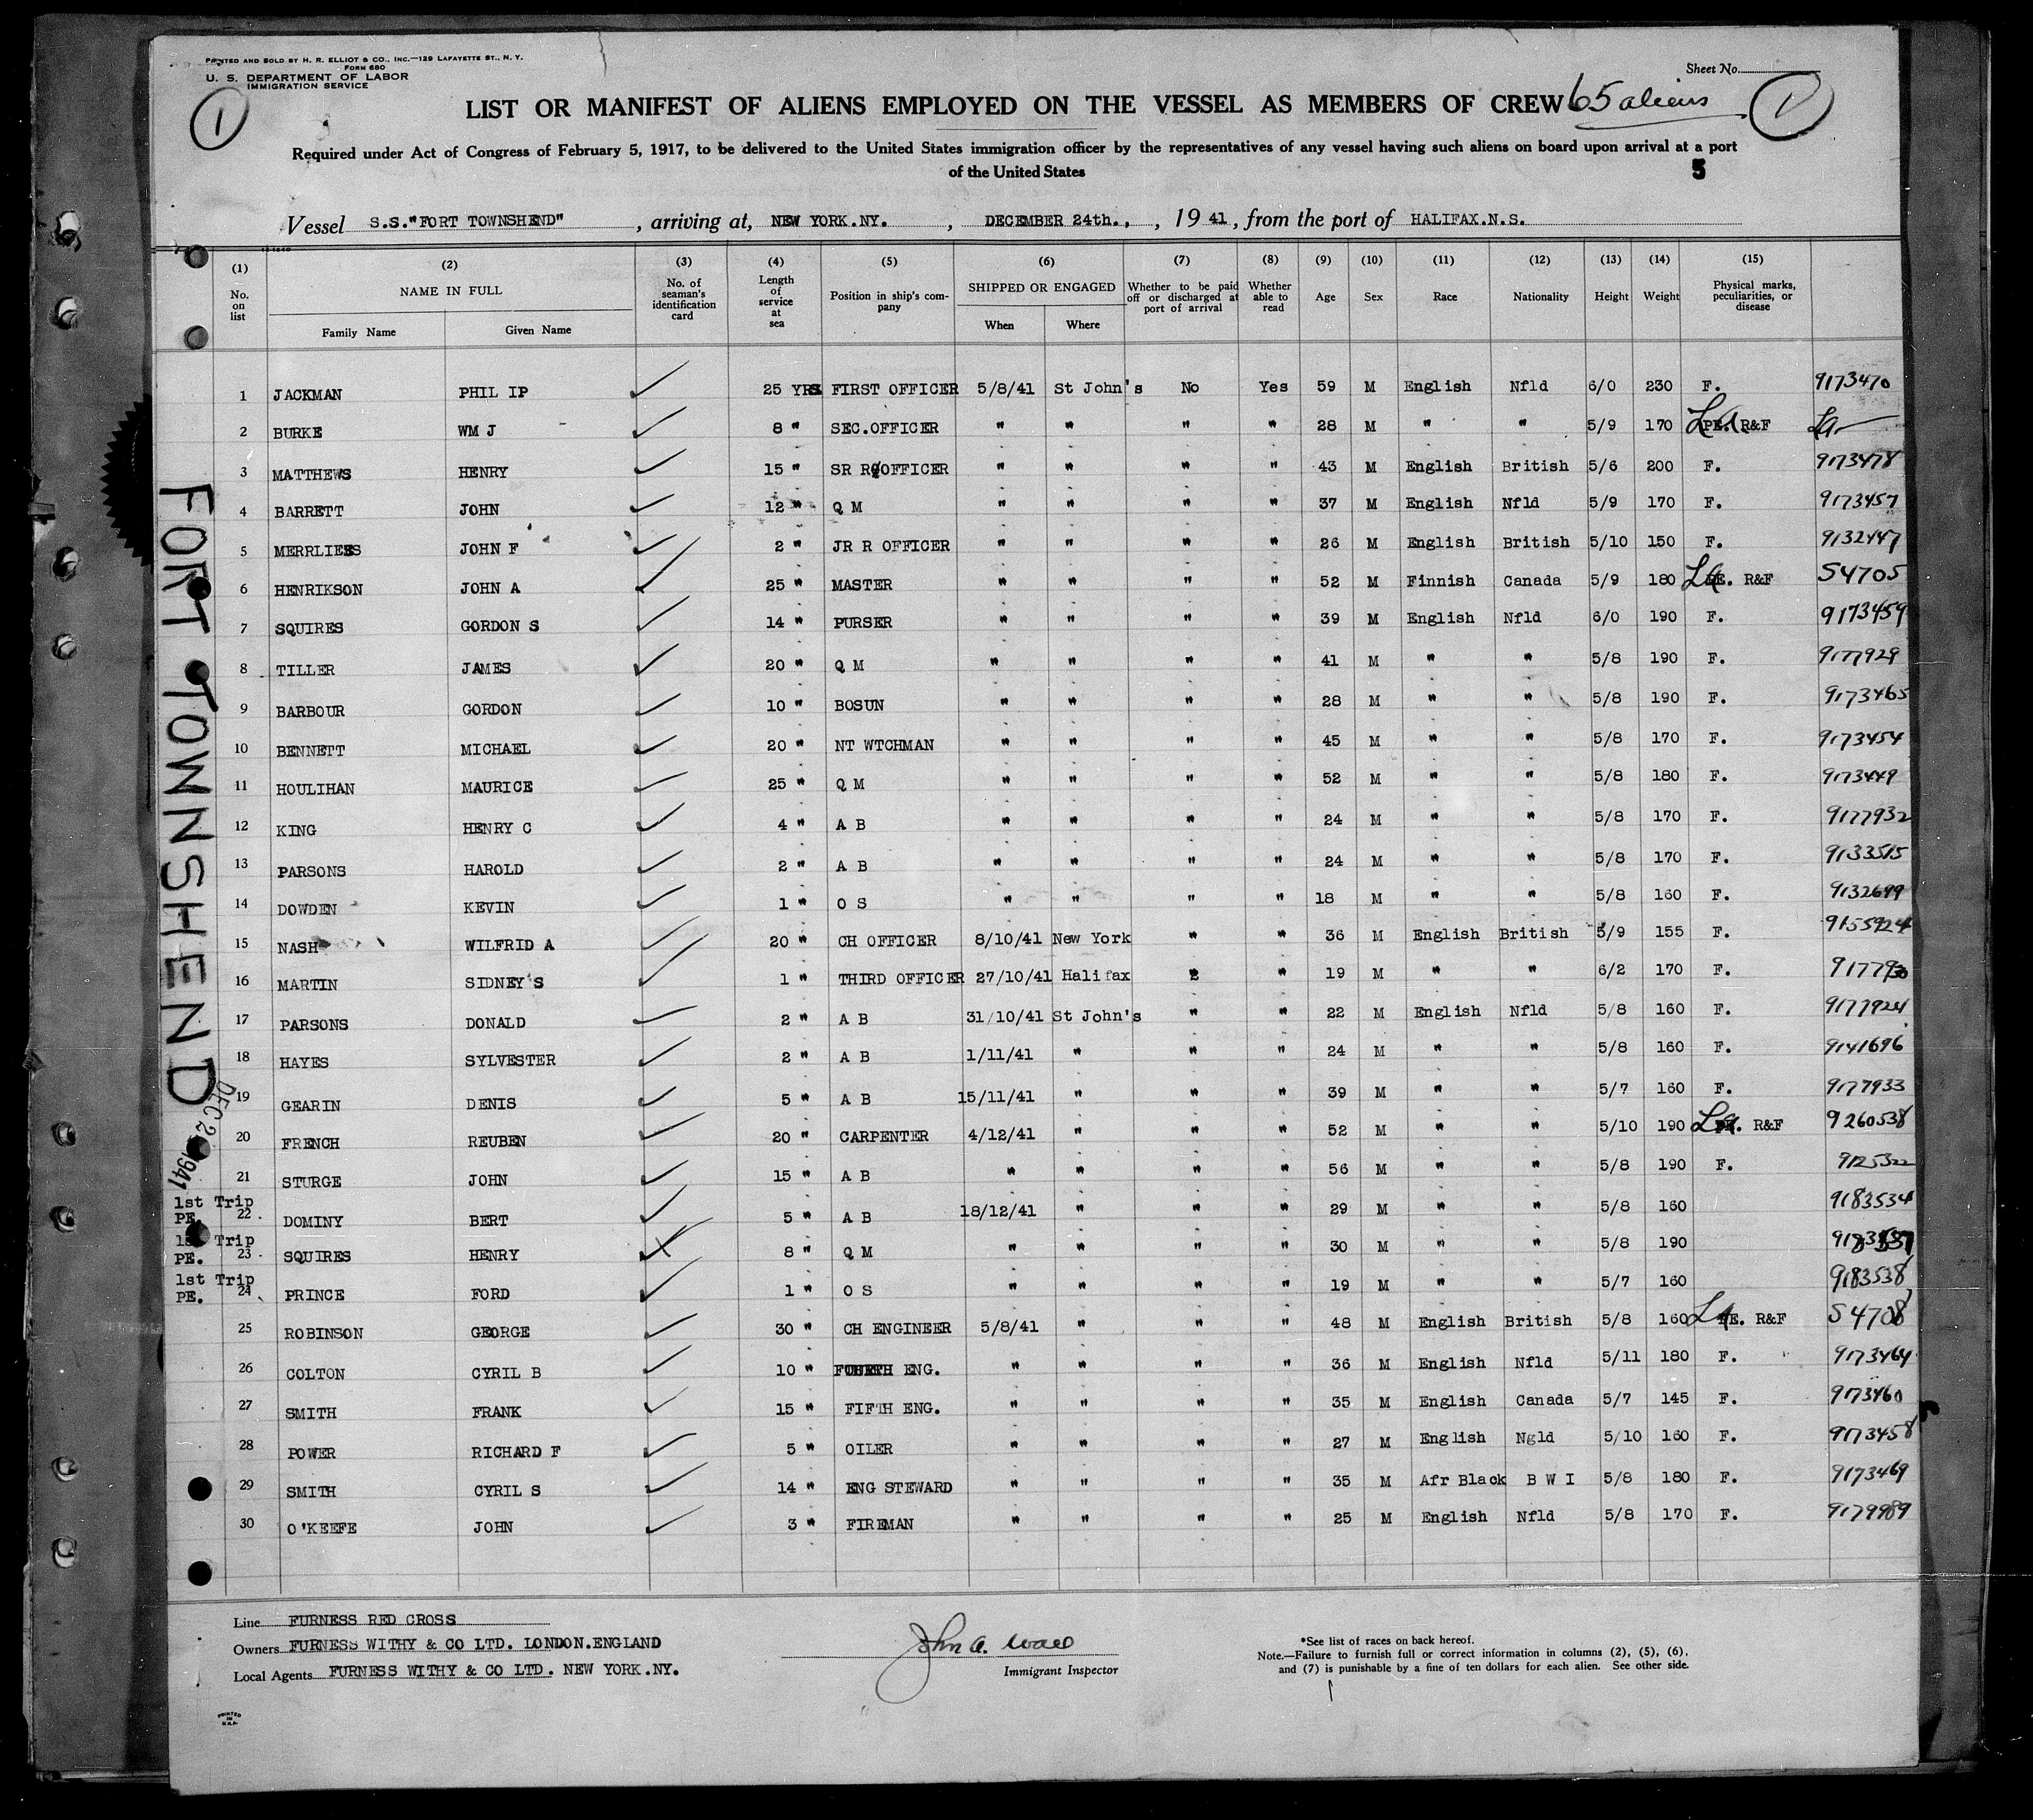 PRINTED AND SOLD BY H. R. ELLIOT & CO., INC.—129 LAFAYETTE ST., N. Y.
FORM 680
U. S. DEPARTMENT OF LABOR
IMMIGRATION SERVICE
Sheet No.
1
LIST OR MANIFEST OF ALIENS EMPLOYED ON THE VESSEL AS MEMBERS OF CREW 65 aliens
1
Required under Act of Congress of February 5, 1917, to be delivered to the United States immigration officer by the representatives of any vessel having such aliens on board upon arrival at a port
of the United States
5
Vessel S.S."FORT TOWNSHEND", arriving at, NEW YORK.NY., DECEMBER 24th., , 19 41, from the port of HALIFAX.N.S.
(1) No. on list (2) NAME IN FULL Family Name Given Name (3) No. of seaman's identification card (4) Length of service at sea (5) Position in ship's company (6) SHIPPED OR ENGAGED When Where (7) Whether to be paid off or discharged at port of arrival (8) Whether able to read (9) Age (10) Sex (11) Race (12) Nationality (13) Height (14) Weight (15) Physical marks, peculiarities, or disease
1 JACKMAN PHIL IP 25 YRS FIRST OFFICER 5/8/41 St John's No Yes 59 M English Nfld 6/0 230 F. 9173470
2 BURKE WM J 8 " SEC.OFFICER " " " " 28 M " " 5/9 170 PE. R&F
3 MATTHEWS HENRY 15 " SR R OFFICER " " " " 43 M English British 5/6 200 F. 9173478
4 BARRETT JOHN 12 " Q M " " " " 37 M English Nfld 5/9 170 F. 9173457
5 MERRLIESS JOHN F 2 " JR R OFFICER " " " " 26 M English British 5/10 150 F. 9132447
6 HENRIKSON JOHN A 25 " MASTER " " " " 52 M Finnish Canada 5/9 180 PE. R&F S4705
7 SQUIRES GORDON S 14 " PURSER " " " " 39 M English Nfld 6/0 190 F. 9173459
8 TILLER JAMES 20 " Q M " " " " 41 M " " 5/8 190 F. 9177929
9 BARBOUR GORDON 10 " BOSUN " " " " 28 M " " 5/8 190 F. 9173465
10 BENNETT MICHAEL 20 " NT WTCHMAN " " " " 45 M " " 5/8 170 F. 9173454
11 HOULIHAN MAURICE 25 " Q M " " " " 52 M " " 5/8 180 F. 9173449
12 KING HENRY C 4 " A B " " " " 24 M " " 5/8 170 F. 9177932
13 PARSONS HAROLD 2 " A B " " " " 24 M " " 5/8 170 F. 9133515
14 DOWDEN KEVIN 1 " O S " " " " 18 M " " 5/8 160 F. 9132699
15 NASH WILFRID A 20 " CH OFFICER 8/10/41 New York " " 36 M English British 5/9 155 F. 9155924
16 MARTIN SIDNEY S 1 " THIRD OFFICER 27/10/41 Halifax " " 19 M " " 6/2 170 F. 9177930
17 PARSONS DONALD 2 " A B 31/10/41 St John's " " 22 M English Nfld 5/8 160 F. 9177924
18 HAYES SYLVESTER 2 " A B 1/11/41 " " " 24 M " " 5/8 160 F. 9141696
19 GEARIN DENIS 5 " A B 15/11/41 " " " 39 M " " 5/7 160 F. 9177933
20 FRENCH REUBEN 20 " CARPENTER 4/12/41 " " " 52 M " " 5/10 190 PE. R&F 9260538
21 STURGE JOHN 15 " A B " " " " 56 M " " 5/8 190 F. 9125322
1st Trip PE. 22 DOMINY BERT 5 " A B 18/12/41 " " " 29 M " " 5/8 160 9183534
1st Trip PE. 23 SQUIRES HENRY 8 " Q M " " " " 30 M " " 5/8 190
1st Trip PE. 24 PRINCE FORD 1 " O S " " " " 19 M " " 5/7 160 9183538
25 ROBINSON GEORGE 30 " CH ENGINEER 5/8/41 " " " 48 M English British 5/8 160 PE. R&F S4708
26 COLTON CYRIL B 10 " FOURTH ENG. " " " " 36 M English Nfld 5/11 180 F. 9173464
27 SMITH FRANK 15 " FIFTH ENG. " " " " 35 M English Canada 5/7 145 F. 9173460
28 POWER RICHARD F 5 " OILER " " " " 27 M English Ngld 5/10 160 F. 9173458
29 SMITH CYRIL S 14 " ENG STEWARD " " " " 35 M Afr Black B W I 5/8 180 F. 9173469
30 O'KEEFE JOHN 3 " FIREMAN " " " " 25 M English Nfld 5/8 170 F. 9179989
FORT TOWNSHEND
Line FURNESS RED CROSS
Owners FURNESS WITHY & CO LTD. LONDON.ENGLAND
Local Agents FURNESS WITHY & CO LTD. NEW YORK.NY.
Immigrant Inspector
*See list of races on back hereof.
Note.—Failure to furnish full or correct information in columns (2), (5), (6),
and (7) is punishable by a fine of ten dollars for each alien. See other side.
PRINTED
IN
U.S.A.